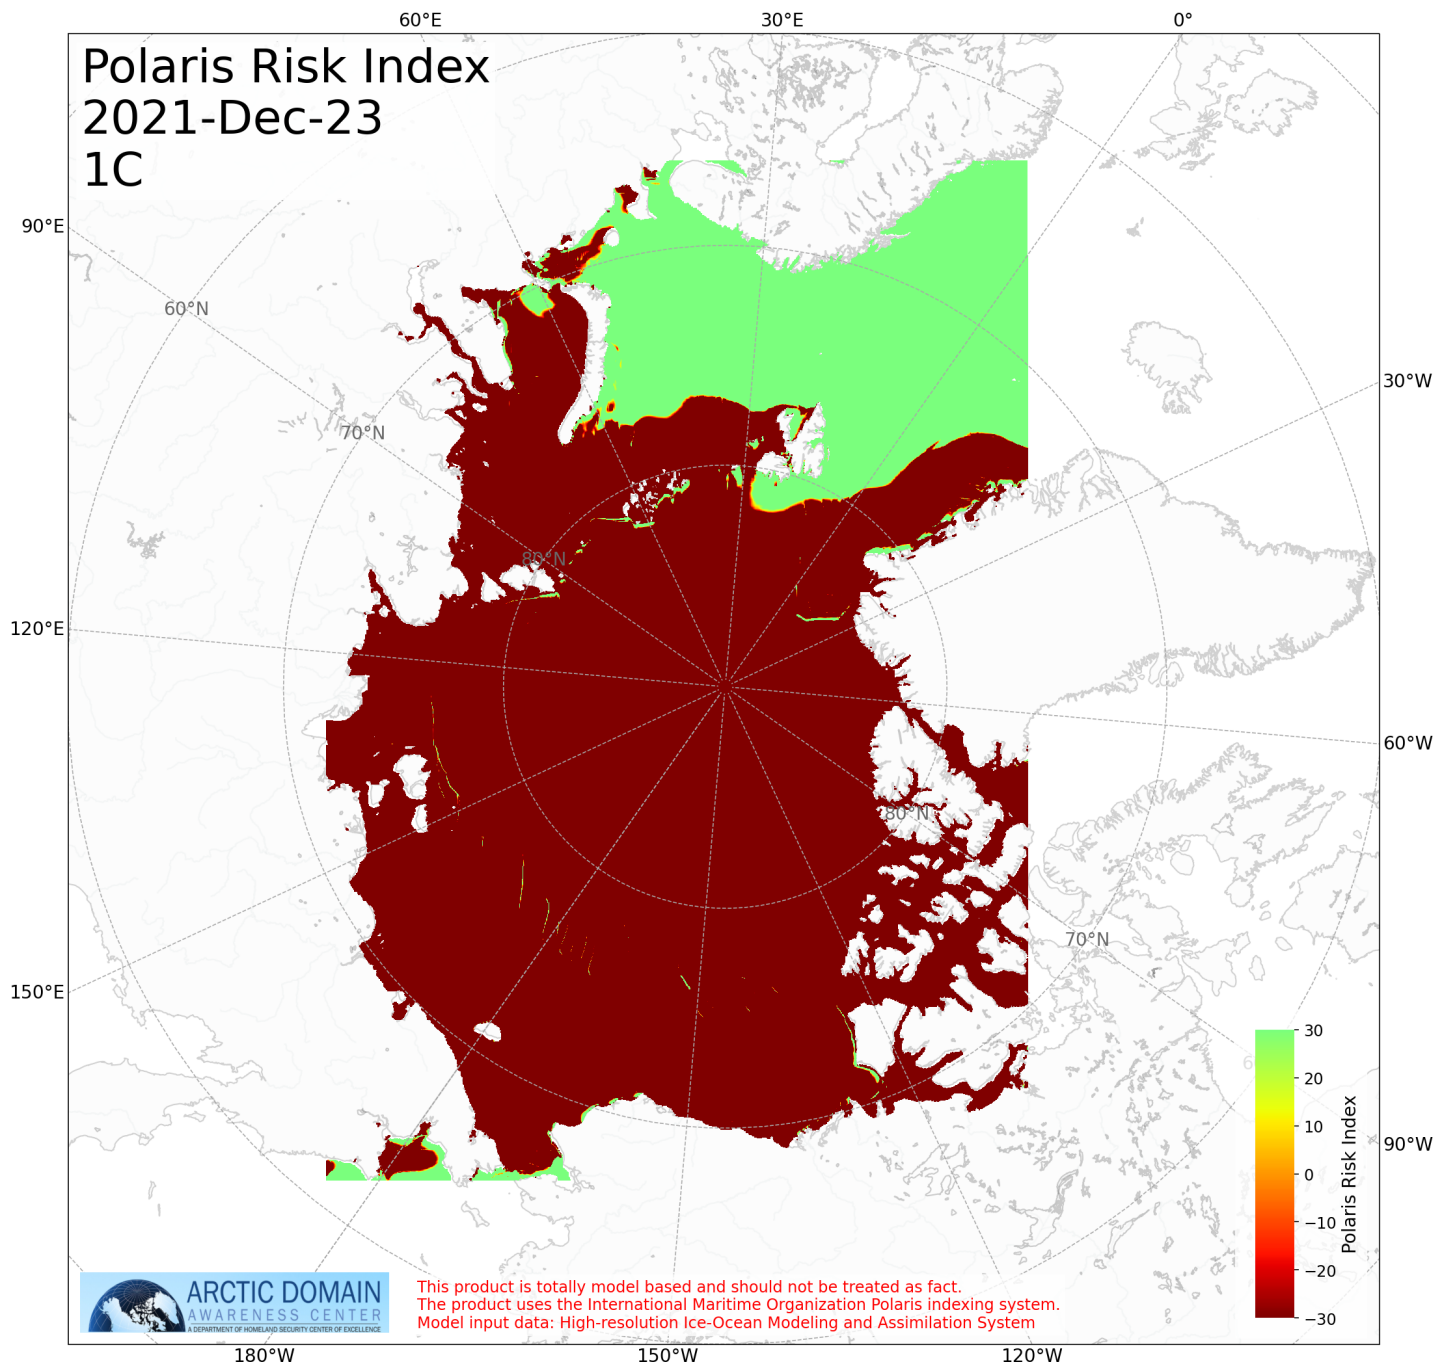 60°E
30°E
0°
Polaris Risk Index
2021-Dec-23
1C
90°E
60°N
30°W
70°N
80°N
120°E
60°W
80°N
70°N
150°E
30
20
10
0
−10
−20
−30
Polaris Risk Index
90°W
ARCTIC DOMAIN
AWARENESS CENTER
A DEPARTMENT OF HOMELAND SECURITY CENTER OF EXCELLENCE
This product is totally model based and should not be treated as fact.
The product uses the International Maritime Organization Polaris indexing system.
Model input data: High-resolution Ice-Ocean Modeling and Assimilation System
180°W
150°W
120°W